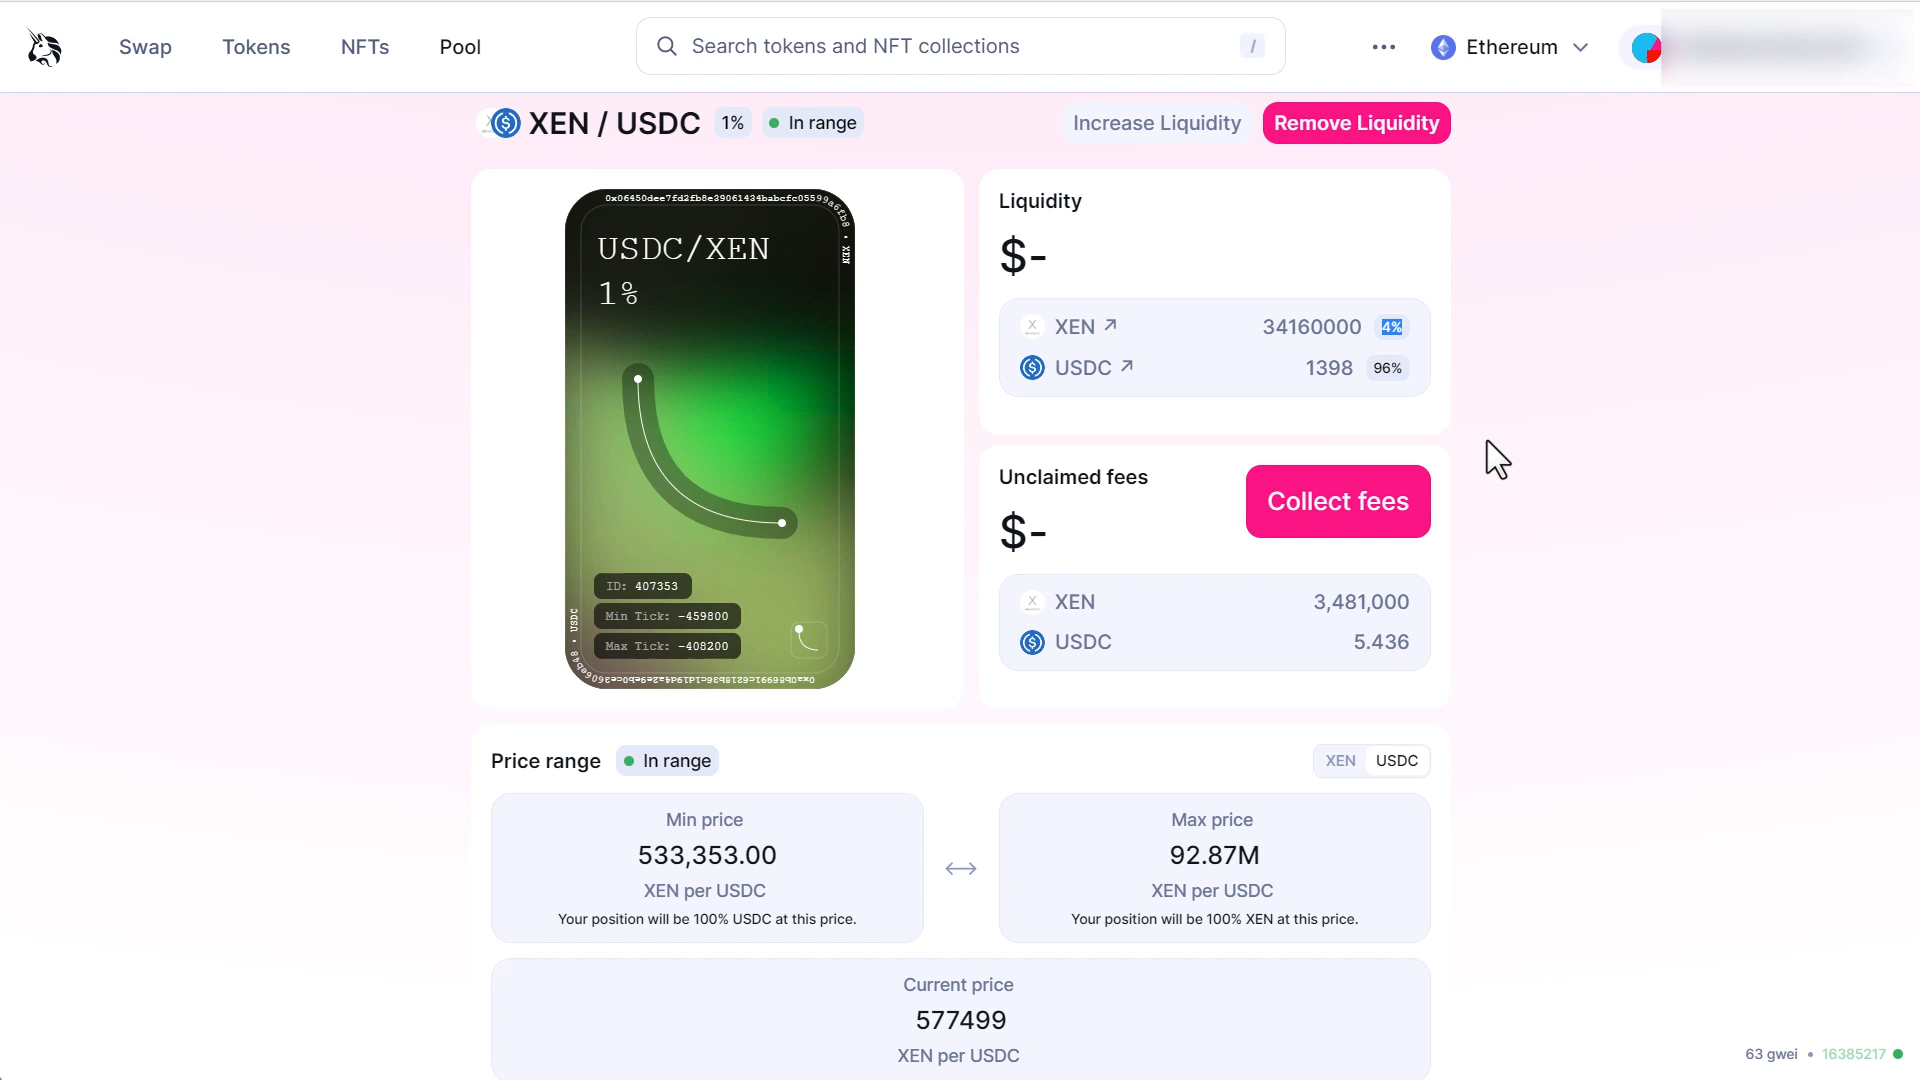 Swap
Tokens
NFTs
Pool
Search tokens and NFT collections
/
Ethereum
XEN / USDC
1%
In range
Increase Liquidity
Remove Liquidity
USDC/XEN
1%
ID: 407353
Min Tick: -459800
Max Tick: -408200
• XEN
• USDC
Liquidity
$-
XEN ↗ 34160000 4%
USDC ↗ 1398 96%
Unclaimed fees
$-
Collect fees
XEN 3,481,000
USDC 5.436
Price range
In range
XEN USDC
Min price
533,353.00
XEN per USDC
Your position will be 100% USDC at this price.
Max price
92.87M
XEN per USDC
Your position will be 100% XEN at this price.
Current price
577499
XEN per USDC
63 gwei • 16385217